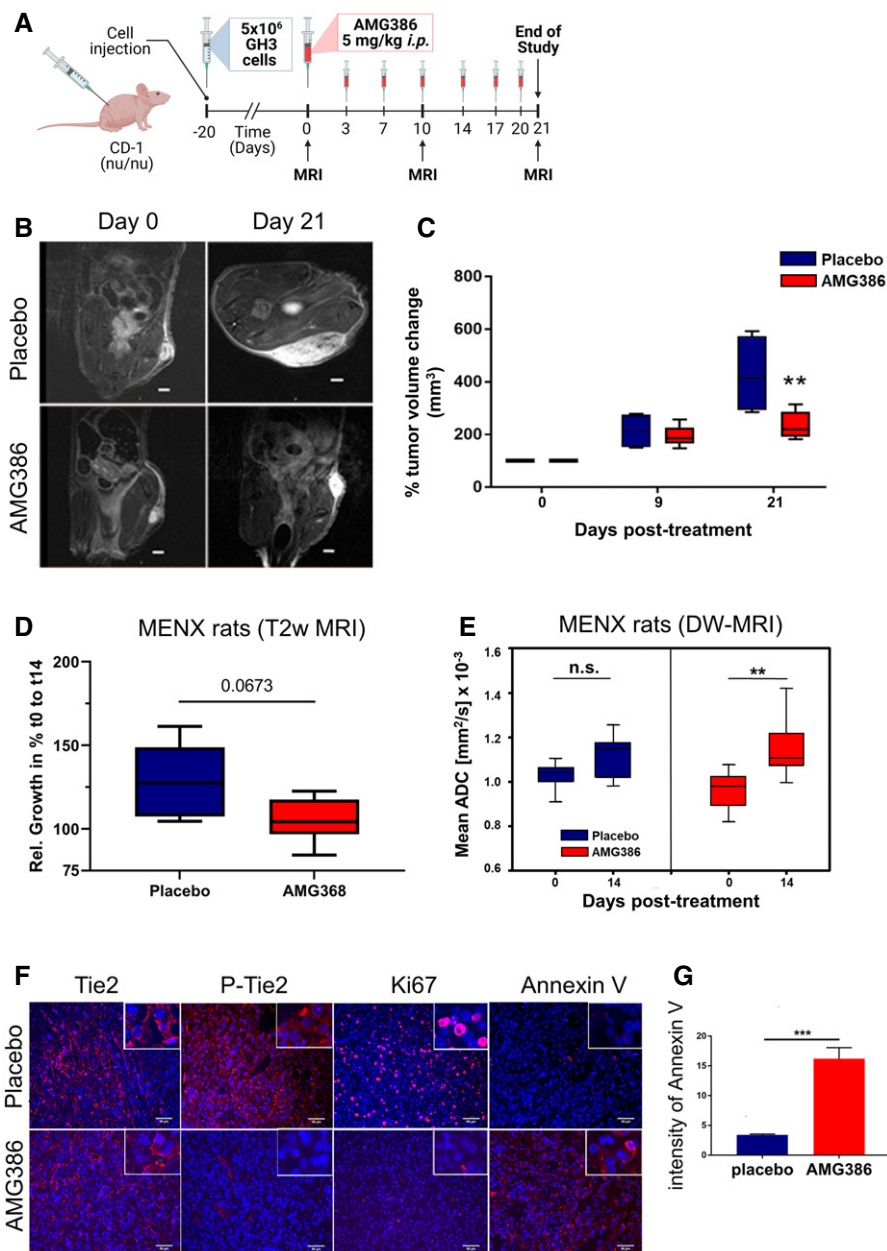 A
Cell
injection
5x10⁶
GH3
cells
AMG386
5 mg/kg i.p.
End of
Study
CD-1
(nu/nu)
-20 Time 0 3 7 10 14 17 20 21
(Days)
MRI MRI MRI
B
Day 0 Day 21
Placebo
AMG386
C
Placebo
AMG386
% tumor volume change
(mm³)
800
600
400
200
0
**
0 9 21
Days post-treatment
D
MENX rats (T2w MRI)
Rel. Growth in % t0 to t14
200
150
100
75
0.0673
Placebo AMG368
E
MENX rats (DW-MRI)
Mean ADC [mm²/s] x 10⁻³
1.6
1.4
1.2
1.0
0.8
0.6
n.s. **
Placebo
AMG386
0 14 0 14
Days post-treatment
F
Tie2 P-Tie2 Ki67 Annexin V
Placebo
AMG386
G
intensity of Annexin V
20
15
10
5
0
***
placebo AMG386